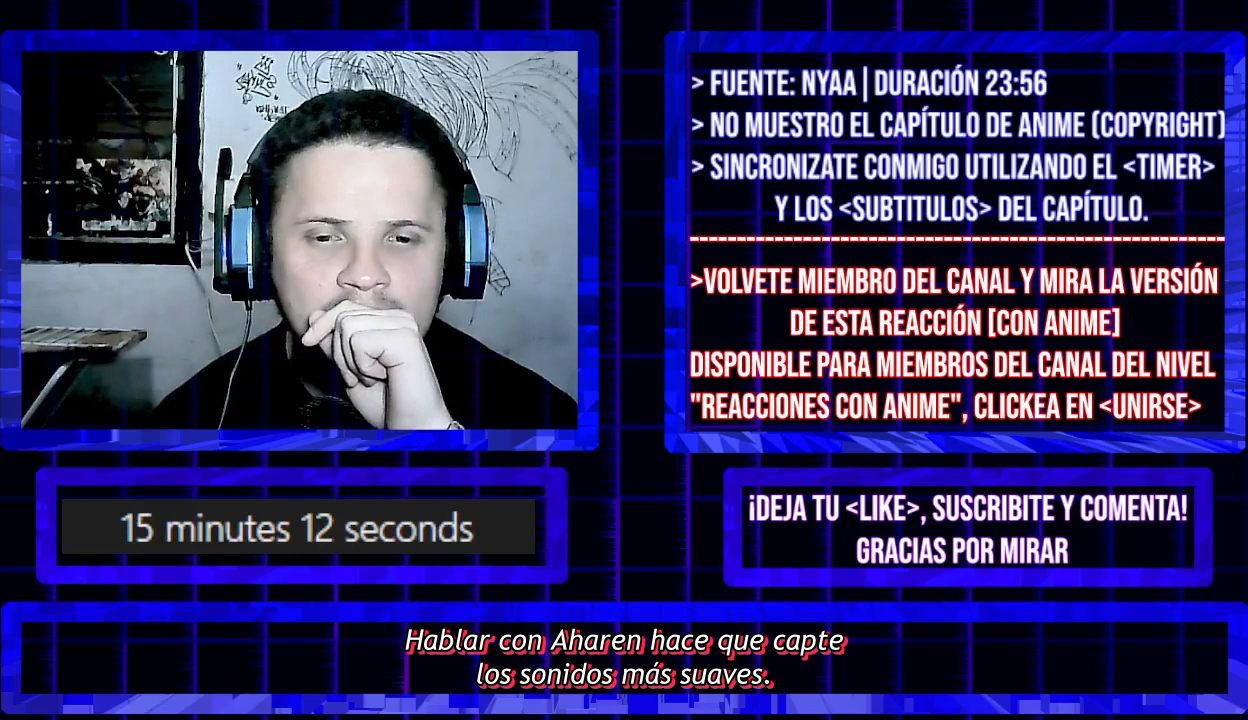 > FUENTE: NYAA | DURACIÓN 23:56
> NO MUESTRO EL CAPÍTULO DE ANIME (COPYRIGHT)
> SINCRONIZATE CONMIGO UTILIZANDO EL <TIMER>
Y LOS <SUBTITULOS> DEL CAPÍTULO.
>VOLVETE MIEMBRO DEL CANAL Y MIRA LA VERSIÓN
DE ESTA REACCIÓN [CON ANIME]
DISPONIBLE PARA MIEMBROS DEL CANAL DEL NIVEL
"REACCIONES CON ANIME", CLICKEA EN <UNIRSE>
15 minutes 12 seconds
¡DEJA TU <LIKE>, SUSCRIBITE Y COMENTA!
GRACIAS POR MIRAR
Hablar con Aharen hace que capte
los sonidos más suaves.